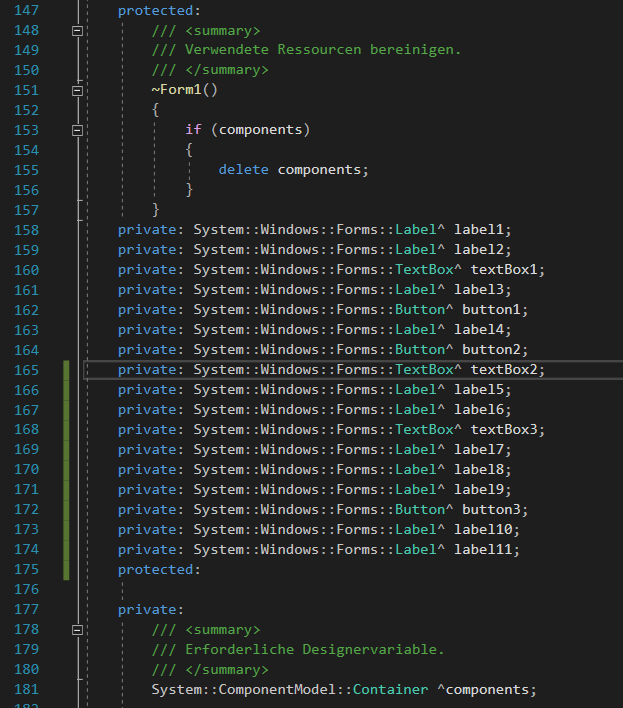 147 protected:
148 /// <summary>
149 /// Verwendete Ressourcen bereinigen.
150 /// </summary>
151 ~Form1()
152 {
153 if (components)
154 {
155 delete components;
156 }
157 }
158 private: System::Windows::Forms::Label^ label1;
159 private: System::Windows::Forms::Label^ label2;
160 private: System::Windows::Forms::TextBox^ textBox1;
161 private: System::Windows::Forms::Label^ label3;
162 private: System::Windows::Forms::Button^ button1;
163 private: System::Windows::Forms::Label^ label4;
164 private: System::Windows::Forms::Button^ button2;
165 private: System::Windows::Forms::TextBox^ textBox2;
166 private: System::Windows::Forms::Label^ label5;
167 private: System::Windows::Forms::Label^ label6;
168 private: System::Windows::Forms::TextBox^ textBox3;
169 private: System::Windows::Forms::Label^ label7;
170 private: System::Windows::Forms::Label^ label8;
171 private: System::Windows::Forms::Label^ label9;
172 private: System::Windows::Forms::Button^ button3;
173 private: System::Windows::Forms::Label^ label10;
174 private: System::Windows::Forms::Label^ label11;
175 protected:
176
177 private:
178 /// <summary>
179 /// Erforderliche Designervariable.
180 /// </summary>
181 System::ComponentModel::Container ^components;